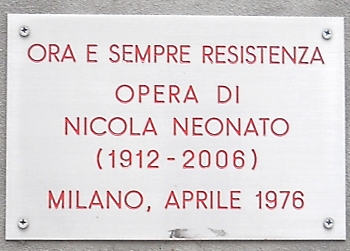 ORA E SEMPRE RESISTENZA
OPERA DI
NICOLA NEONATO
(1912-2006)
MILANO, APRILE 1976